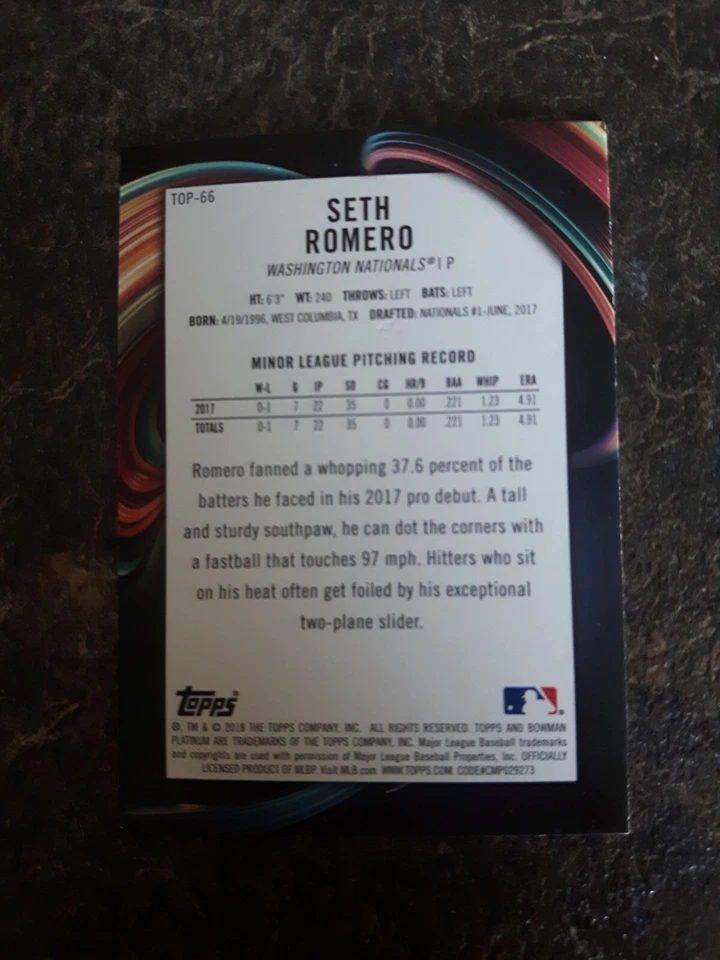 TOP-66
SETH
ROMERO
WASHINGTON NATIONALS® | P
HT: 6'3" WT: 240 THROWS: LEFT BATS: LEFT
BORN: 4/19/1996, WEST COLUMBIA, TX DRAFTED: NATIONALS #1-JUNE, 2017
MINOR LEAGUE PITCHING RECORD
W-L G IP SO CG HR/9 BAA WHIP ERA
2017 0-1 7 22 35 0 0.00 .221 1.23 4.91
TOTALS 0-1 7 22 35 0 0.00 .221 1.23 4.91
Romero fanned a whopping 37.6 percent of the
batters he faced in his 2017 pro debut. A tall
and sturdy southpaw, he can dot the corners with
a fastball that touches 97 mph. Hitters who sit
on his heat often get foiled by his exceptional
two-plane slider.
Topps®
®, TM & © 2018 THE TOPPS COMPANY, INC. ALL RIGHTS RESERVED. TOPPS AND BOWMAN
PLATINUM ARE TRADEMARKS OF THE TOPPS COMPANY, INC. Major League Baseball trademarks
and copyrights are used with permission of Major League Baseball Properties, Inc. OFFICIALLY
LICENSED PRODUCT OF MLBP Visit MLB.com WWW.TOPPS.COM. CODE#CMP029273